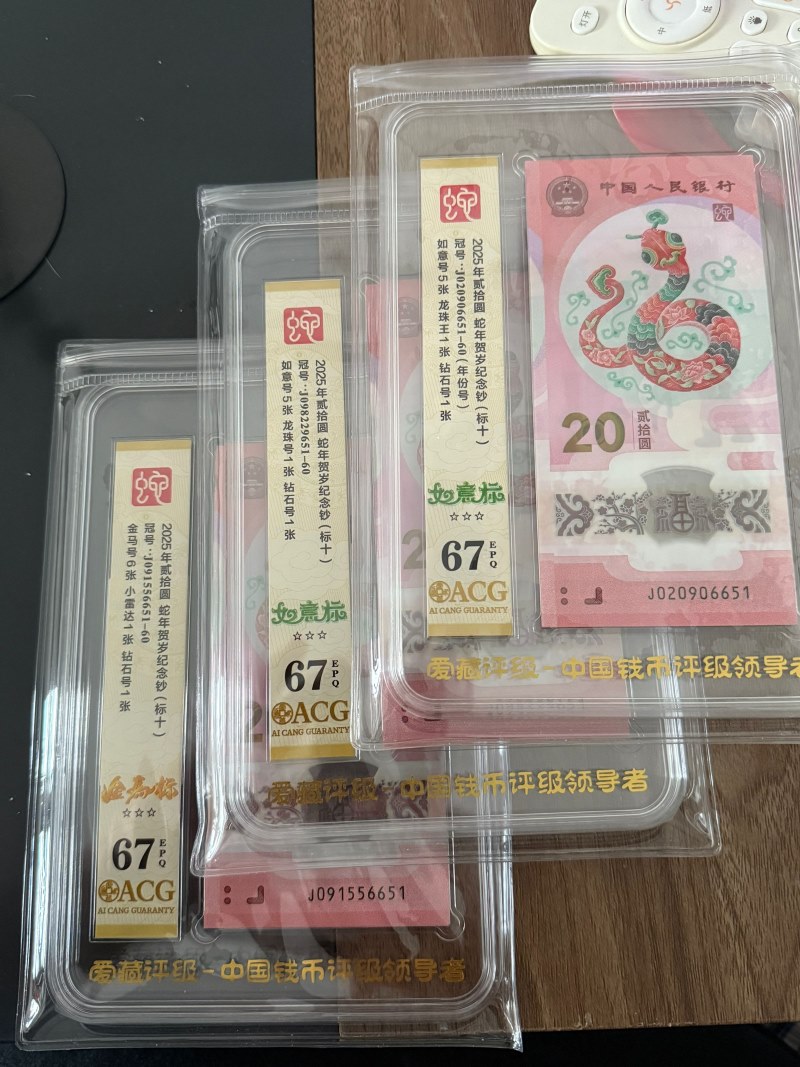 灯开
中
低
蛇
2025年贰拾圆 蛇年贺岁纪念钞(标十)
冠号:J020906651-60(年份号)
如意号5张 龙珠王1张 钻石号1张
如意标
☆☆☆
67 EPQ
ACG
AI CANG GUARANTY
中国人民银行
蛇
20 贰拾圆
J020906651
爱藏评级-中国钱币评级领导者
蛇
2025年贰拾圆 蛇年贺岁纪念钞(标十)
冠号:J098229651-60
如意号5张 龙珠号1张 钻石号1张
如意标
☆☆☆
67 EPQ
ACG
AI CANG GUARANTY
爱藏评级-中国钱币评级领导者
蛇
2025年贰拾圆 蛇年贺岁纪念钞(标十)
冠号:J091556651-60
金马号6张 小雷达1张 钻石号1张
金马标
☆☆☆
67 EPQ
ACG
AI CANG GUARANTY
J091556651
爱藏评级-中国钱币评级领导者